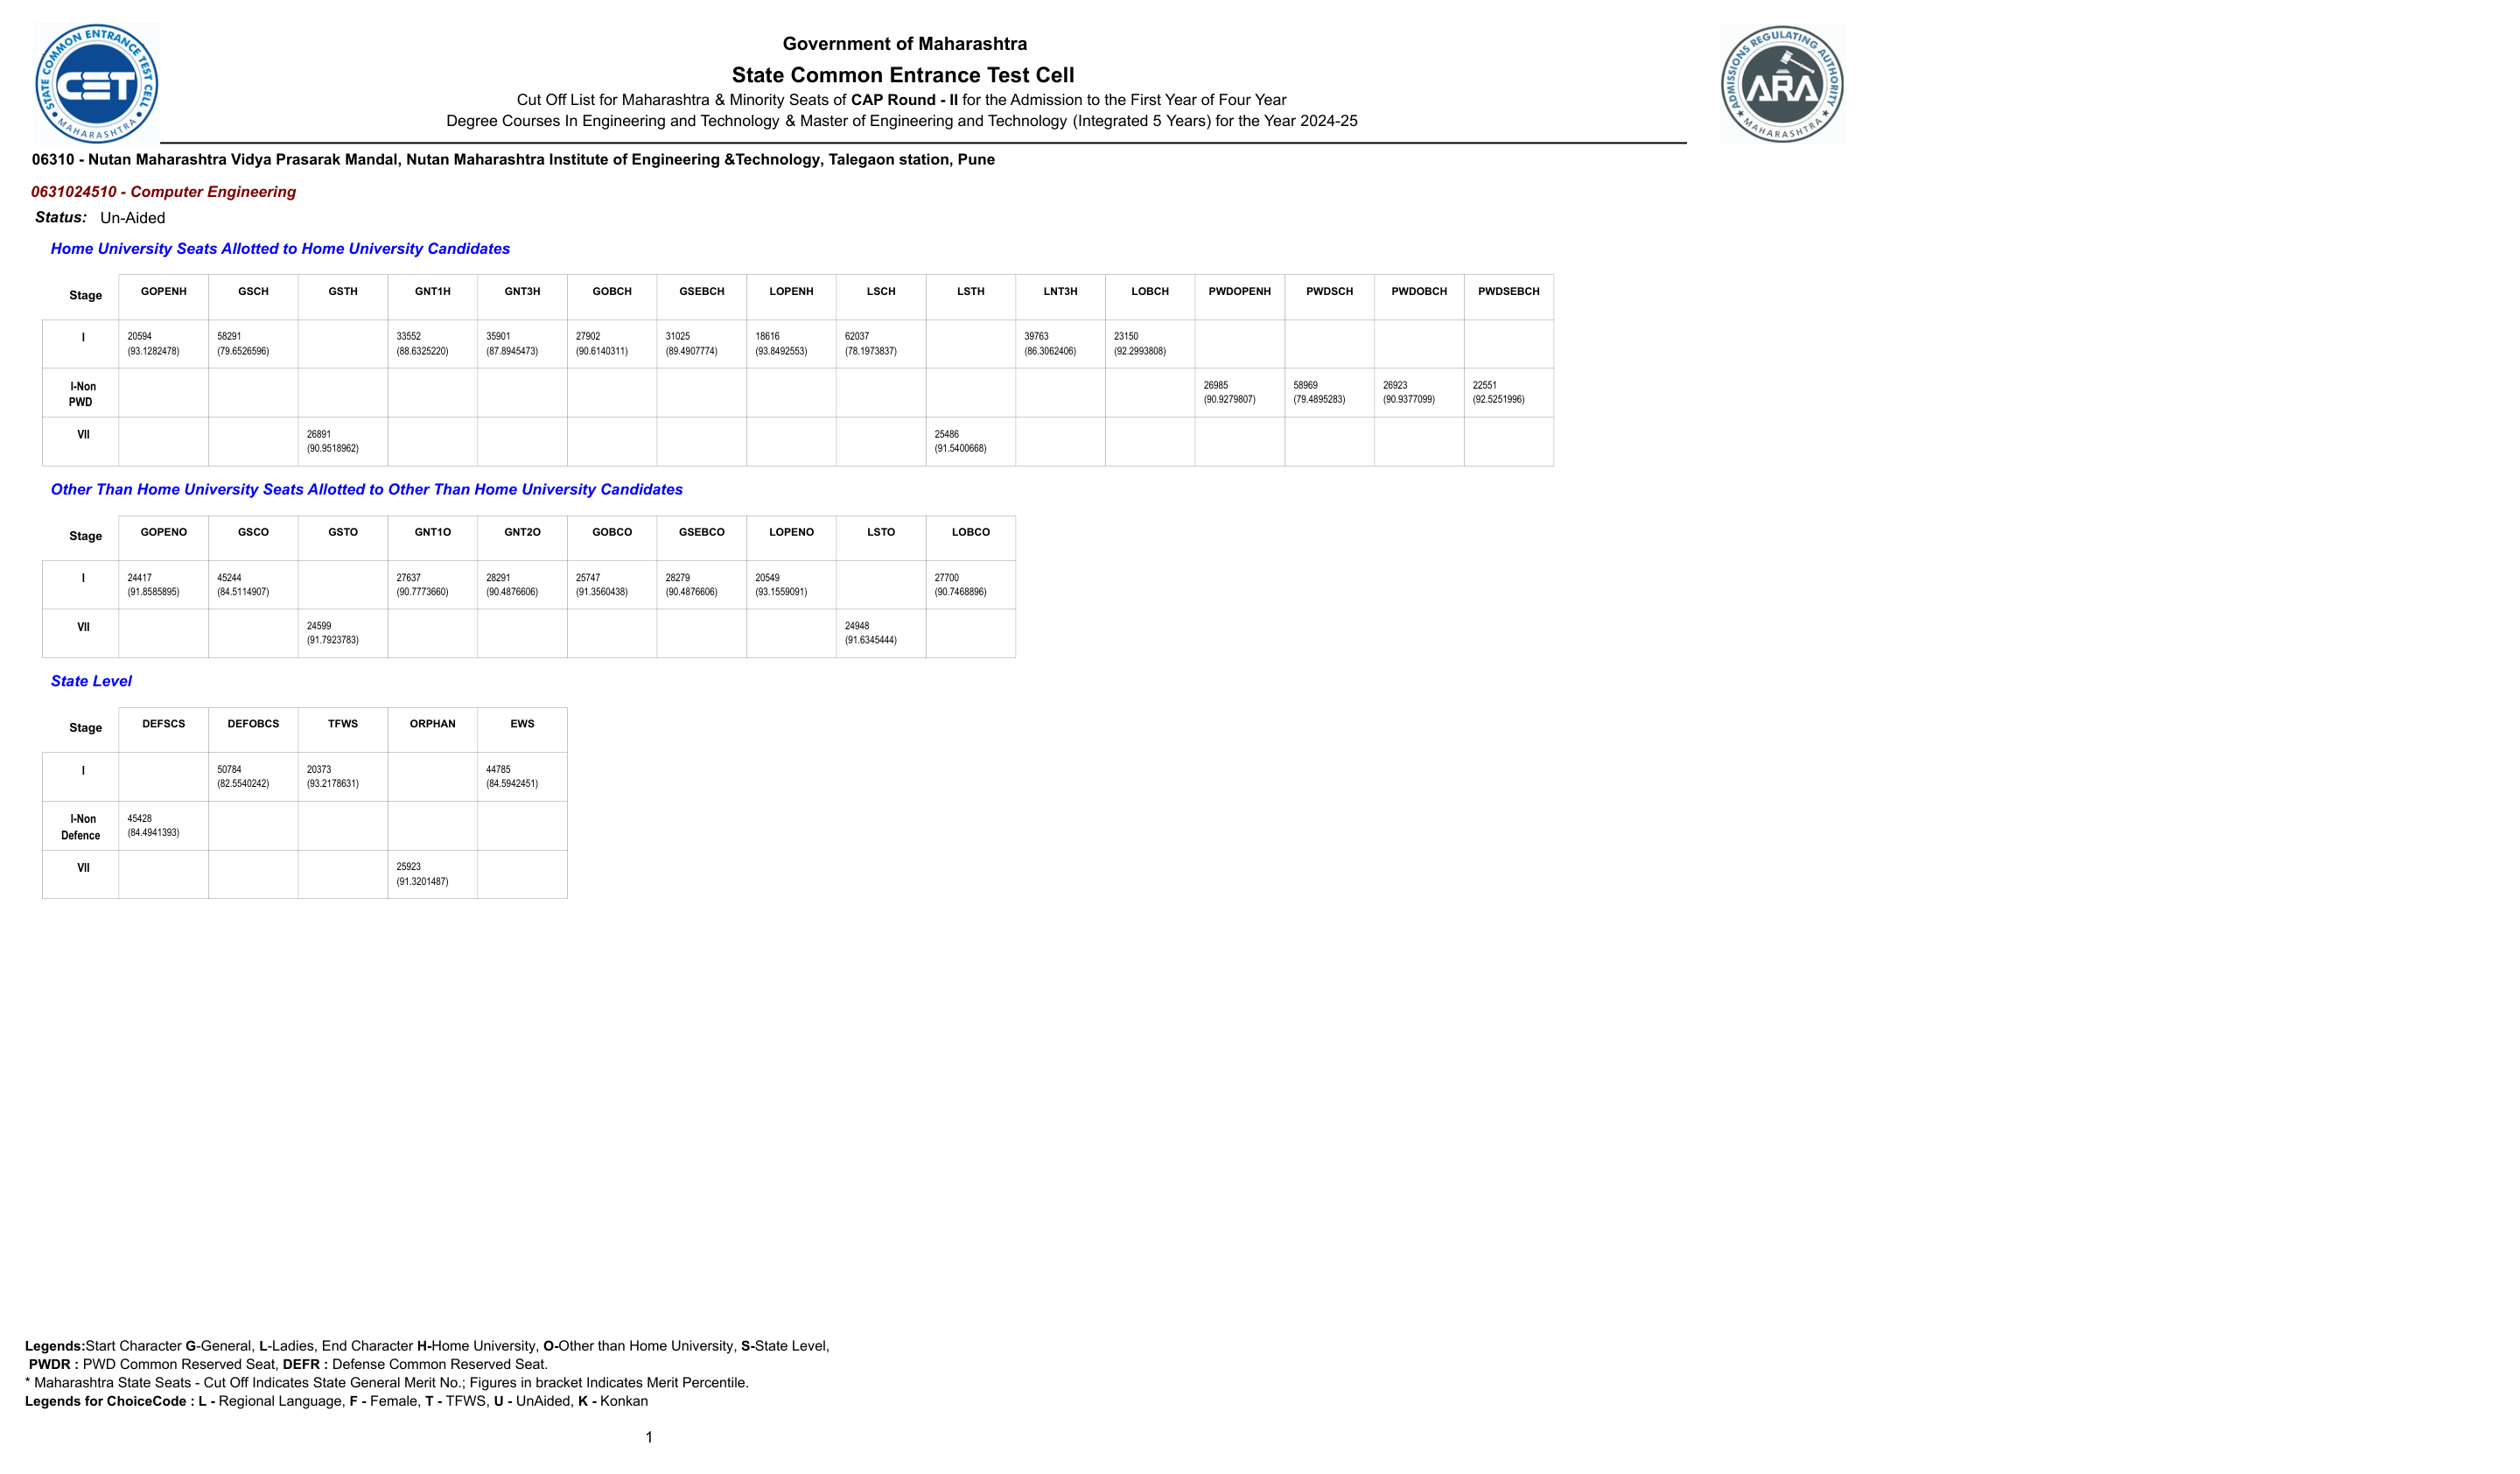 STATE COMMON ENTRANCE TEST CELL
CET
MAHARASHTRA
Government of Maharashtra
State Common Entrance Test Cell
Cut Off List for Maharashtra & Minority Seats of CAP Round - II for the Admission to the First Year of Four Year
Degree Courses In Engineering and Technology & Master of Engineering and Technology (Integrated 5 Years) for the Year 2024-25
ADMISSIONS REGULATING AUTHORITY
ARA
MAHARASHTRA
06310 - Nutan Maharashtra Vidya Prasarak Mandal, Nutan Maharashtra Institute of Engineering &Technology, Talegaon station, Pune
0631024510 - Computer Engineering
Status: Un-Aided
Home University Seats Allotted to Home University Candidates
Stage GOPENH GSCH GSTH GNT1H GNT3H GOBCH GSEBCH LOPENH LSCH LSTH LNT3H LOBCH PWDOPENH PWDSCH PWDOBCH PWDSEBCH
I 20594 58291 33552 35901 27902 31025 18616 62037 39763 23150
(93.1282478) (79.6526596) (88.6325220) (87.8945473) (90.6140311) (89.4907774) (93.8492553) (78.1973837) (86.3062406) (92.2993808)
I-Non 26985 58969 26923 22551
PWD (90.9279807) (79.4895283) (90.9377099) (92.5251996)
VII 26891 25486
(90.9518962) (91.5400668)
Other Than Home University Seats Allotted to Other Than Home University Candidates
Stage GOPENO GSCO GSTO GNT1O GNT2O GOBCO GSEBCO LOPENO LSTO LOBCO
I 24417 45244 27637 28291 25747 28279 20549 27700
(91.8585895) (84.5114907) (90.7773660) (90.4876606) (91.3560438) (90.4876606) (93.1559091) (90.7468896)
VII 24599 24948
(91.7923783) (91.6345444)
State Level
Stage DEFSCS DEFOBCS TFWS ORPHAN EWS
I 50784 20373 44785
(82.5540242) (93.2178631) (84.5942451)
I-Non 45428
Defence (84.4941393)
VII 25923
(91.3201487)
Legends:Start Character G-General, L-Ladies, End Character H-Home University, O-Other than Home University, S-State Level,
PWDR : PWD Common Reserved Seat, DEFR : Defense Common Reserved Seat.
* Maharashtra State Seats - Cut Off Indicates State General Merit No.; Figures in bracket Indicates Merit Percentile.
Legends for ChoiceCode : L - Regional Language, F - Female, T - TFWS, U - UnAided, K - Konkan
1